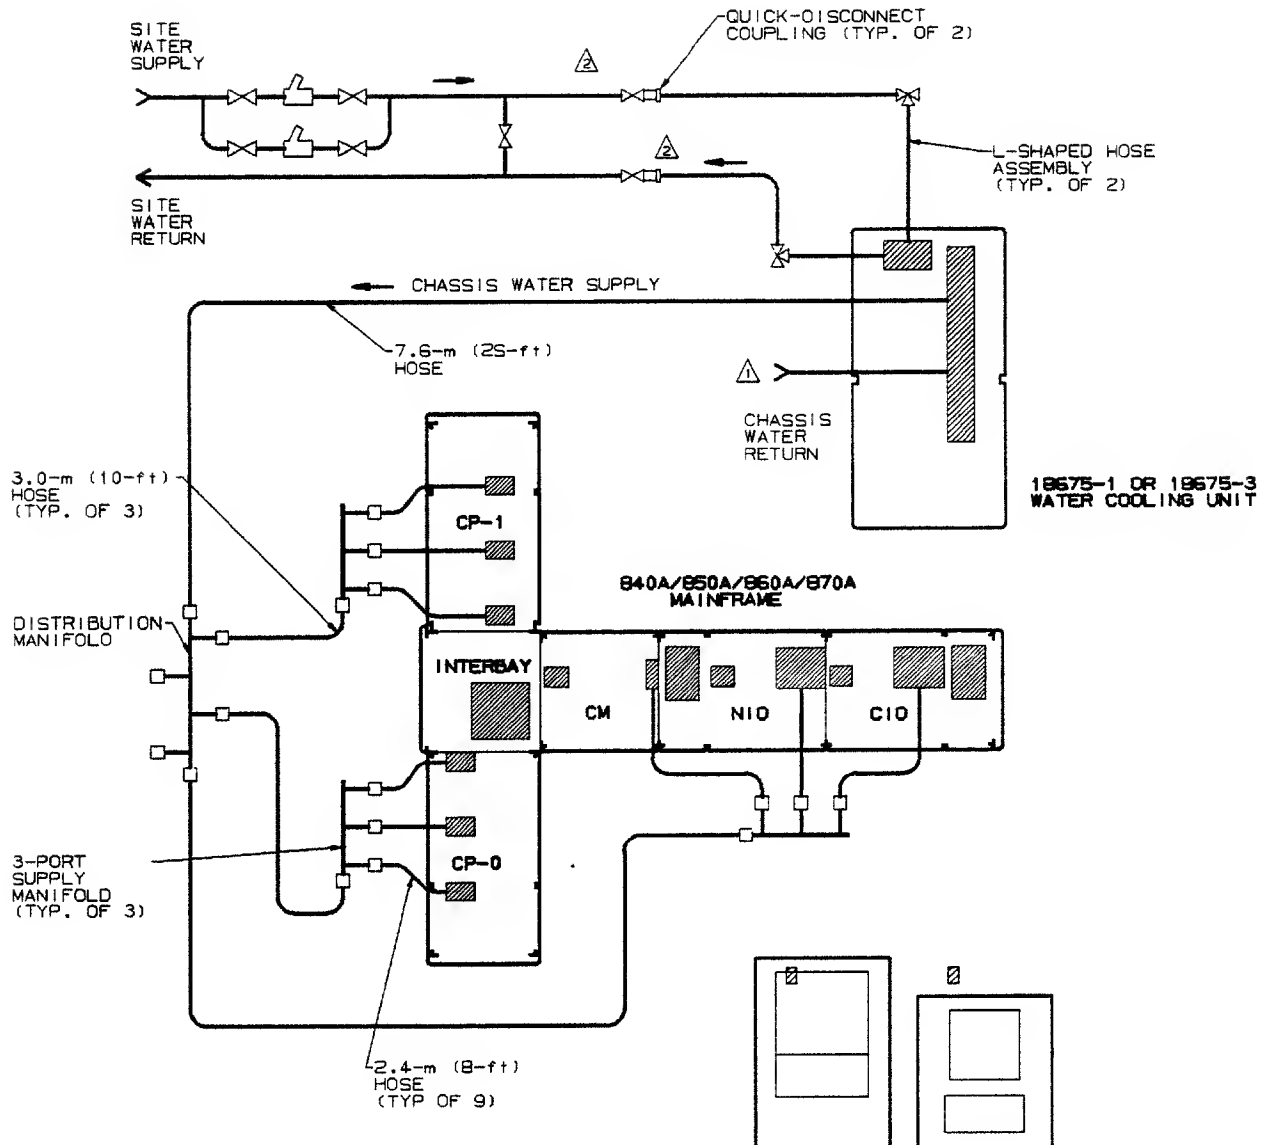 QUICK-DISCONNECT
COUPLING (TYP. OF 2)
SITE
WATER
SUPPLY
2
2
L-SHAPED HOSE
ASSEMBLY
(TYP. OF 2)
SITE
WATER
RETURN
CHASSIS WATER SUPPLY
7.6-m (25-ft)
HOSE
1
CHASSIS
WATER
RETURN
18675-1 OR 18675-3
WATER COOLING UNIT
3.0-m (10-ft)
HOSE
(TYP. OF 3)
CP-1
840A/850A/860A/870A
MAINFRAME
DISTRIBUTION
MANIFOLD
INTERBAY
CM
NIO
CIO
3-PORT
SUPPLY
MANIFOLD
(TYP. OF 3)
CP-0
2.4-m (8-ft)
HOSE
(TYP OF 9)